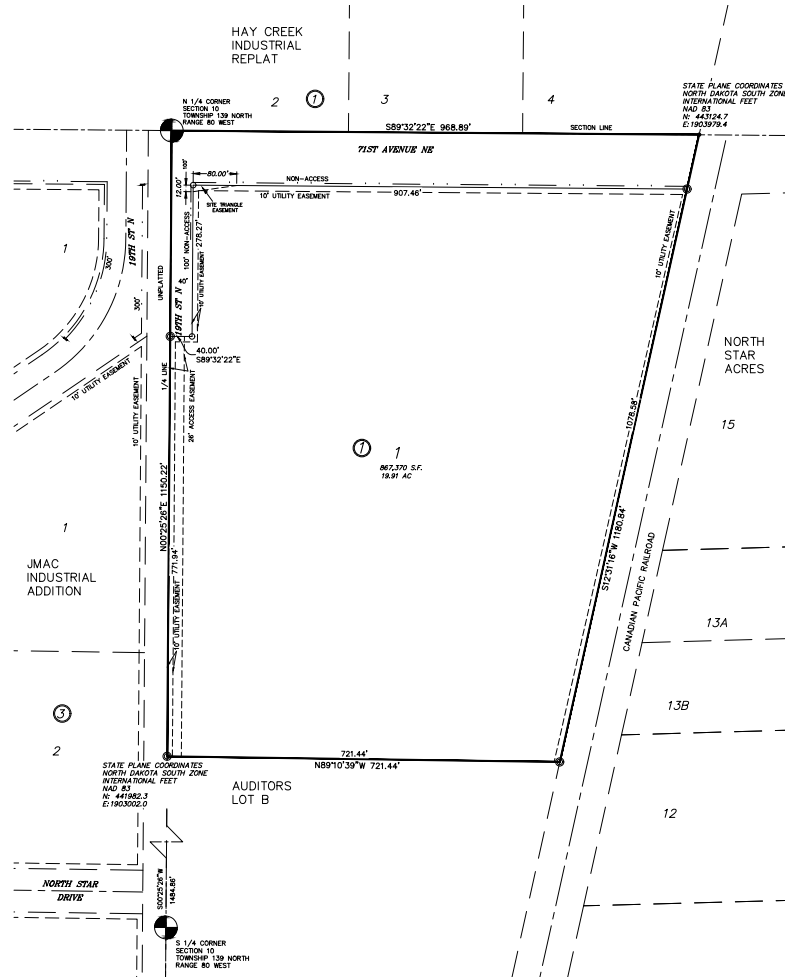 HAY CREEK
INDUSTRIAL
REPLAT
2
1
3
4
STATE PLANE COORDINATES
NORTH DAKOTA SOUTH ZONE
INTERNATIONAL FEET
NAD 83
N: 443124.7
E:1903979.4
N 1/4 CORNER
SECTION 10
TOWNSHIP 139 NORTH
RANGE 80 WEST
S89°32'22"E 968.89'
SECTION LINE
71ST AVENUE NE
100'
80.00'
NON-ACCESS
12.00'
10' UTILITY EASEMENT
907.46'
SITE TRIANGLE
EASEMENT
1
19TH ST N
300'
300'
UNPLATTED
100' NON-ACCESS
278.27'
10' UTILITY EASEMENT
40'
19TH ST N
10' UTILITY EASEMENT
40.00'
S89°32'22"E
NORTH
STAR
ACRES
10' UTILITY EASEMENT
10' UTILITY EASEMENT
1/4 LINE
26' ACCESS EASEMENT
1078.58'
15
1
1
867,370 S.F.
19.91 AC
N00°25'26"E 1150.22'
S12°31'16"W 1180.84'
CANADIAN PACIFIC RAILROAD
1
JMAC
INDUSTRIAL
ADDITION
771.94'
10' UTILITY EASEMENT
13A
13B
3
2
721.44'
N89°10'39"W 721.44'
STATE PLANE COORDINATES
NORTH DAKOTA SOUTH ZONE
INTERNATIONAL FEET
NAD 83
N: 441982.3
E:1903002.0
AUDITORS
LOT B
12
NORTH STAR
DRIVE
S00°25'26"W
1484.86'
S 1/4 CORNER
SECTION 10
TOWNSHIP 139 NORTH
RANGE 80 WEST